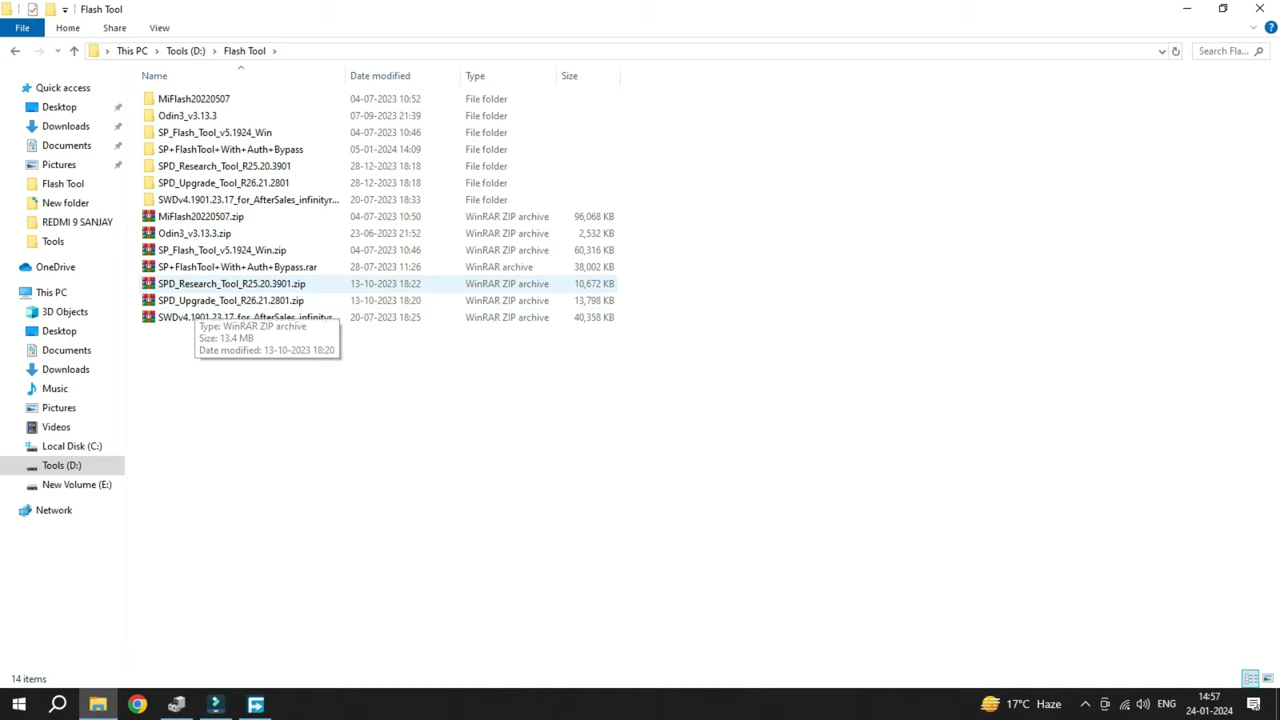 Flash Tool
File Home Share View
This PC Tools (D:) Flash Tool Search Fla...
Name Date modified Type Size
Quick access
Desktop
Downloads
Documents
Pictures
Flash Tool
New folder
REDMI 9 SANJAY
Tools
OneDrive
This PC
3D Objects
Desktop
Documents
Downloads
Music
Pictures
Videos
Local Disk (C:)
Tools (D:)
New Volume (E:)
Network
MiFlash20220507 04-07-2023 10:52 File folder
Odin3_v3.13.3 07-09-2023 21:39 File folder
SP_Flash_Tool_v5.1924_Win 04-07-2023 10:46 File folder
SP+FlashTool+With+Auth+Bypass 05-01-2024 14:09 File folder
SPD_Research_Tool_R25.20.3901 28-12-2023 18:18 File folder
SPD_Upgrade_Tool_R26.21.2801 28-12-2023 18:18 File folder
SWDv4.1901.23.17_for_AfterSales_infinityr... 20-07-2023 18:33 File folder
MiFlash20220507.zip 04-07-2023 10:50 WinRAR ZIP archive 96,068 KB
Odin3_v3.13.3.zip 23-06-2023 21:52 WinRAR ZIP archive 2,532 KB
SP_Flash_Tool_v5.1924_Win.zip 04-07-2023 10:46 WinRAR ZIP archive 60,316 KB
SP+FlashTool+With+Auth+Bypass.rar 28-07-2023 11:26 WinRAR archive 38,002 KB
SPD_Research_Tool_R25.20.3901.zip 13-10-2023 18:22 WinRAR ZIP archive 10,672 KB
SPD_Upgrade_Tool_R26.21.2801.zip 13-10-2023 18:20 WinRAR ZIP archive 13,798 KB
SWDv4.1901.23.17_for_AfterSales_infinityr... 20-07-2023 18:25 WinRAR ZIP archive 40,358 KB
Type: WinRAR ZIP archive
Size: 13.4 MB
Date modified: 13-10-2023 18:20
14 items
17°C Haze ENG 14:57
24-01-2024